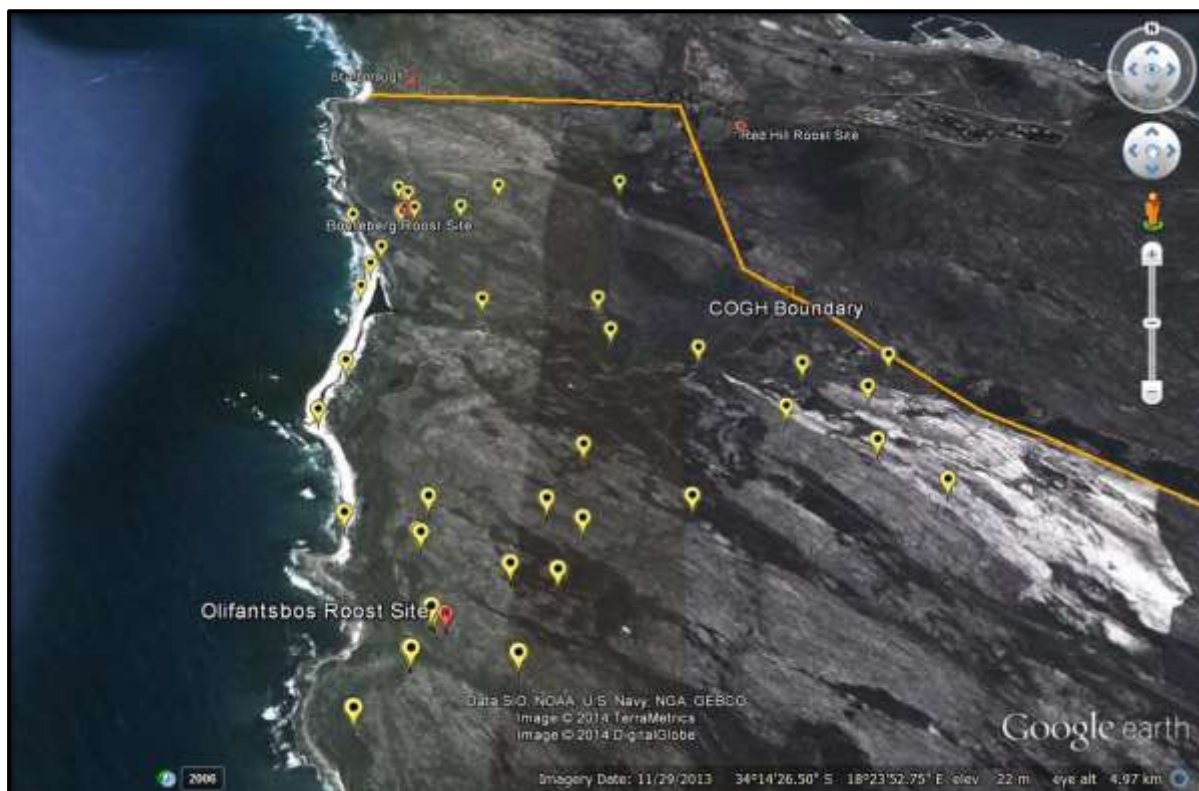 N
Red Hill Roost Site
Roost Site
COGH Boundary
Olifantsbos Roost Site
Data SIO, NOAA, U.S. Navy, NGA, GEBCO
Image © 2014 TerraMetrics
Image © 2014 DigitalGlobe
Google earth
2006
Imagery Date: 11/29/2013 34°14'26.50" S 18°23'52.75" E elev 22 m eye alt 4.97 km